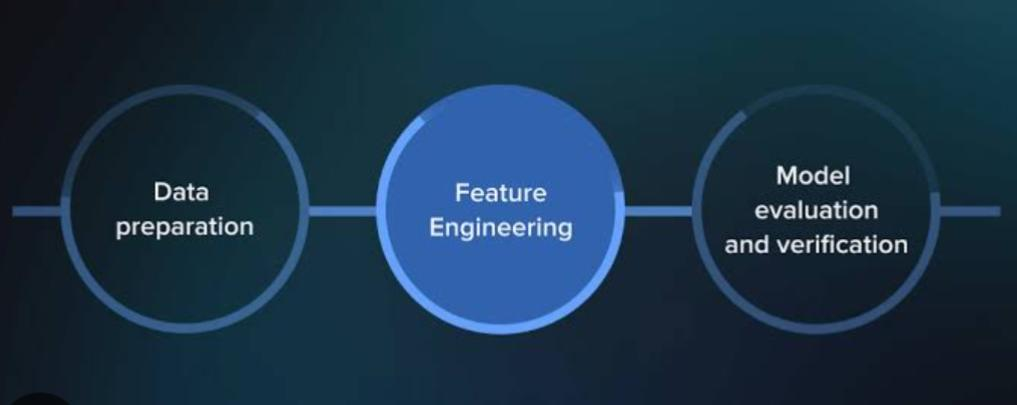 Data
preparation
Feature
Engineering
Model
evaluation
and verification